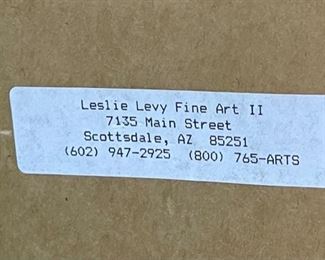 Leslie Levy Fine Art II
7135 Main Street
Scottsdale, AZ 85251
(602) 947-2925 (800) 765-ARTS